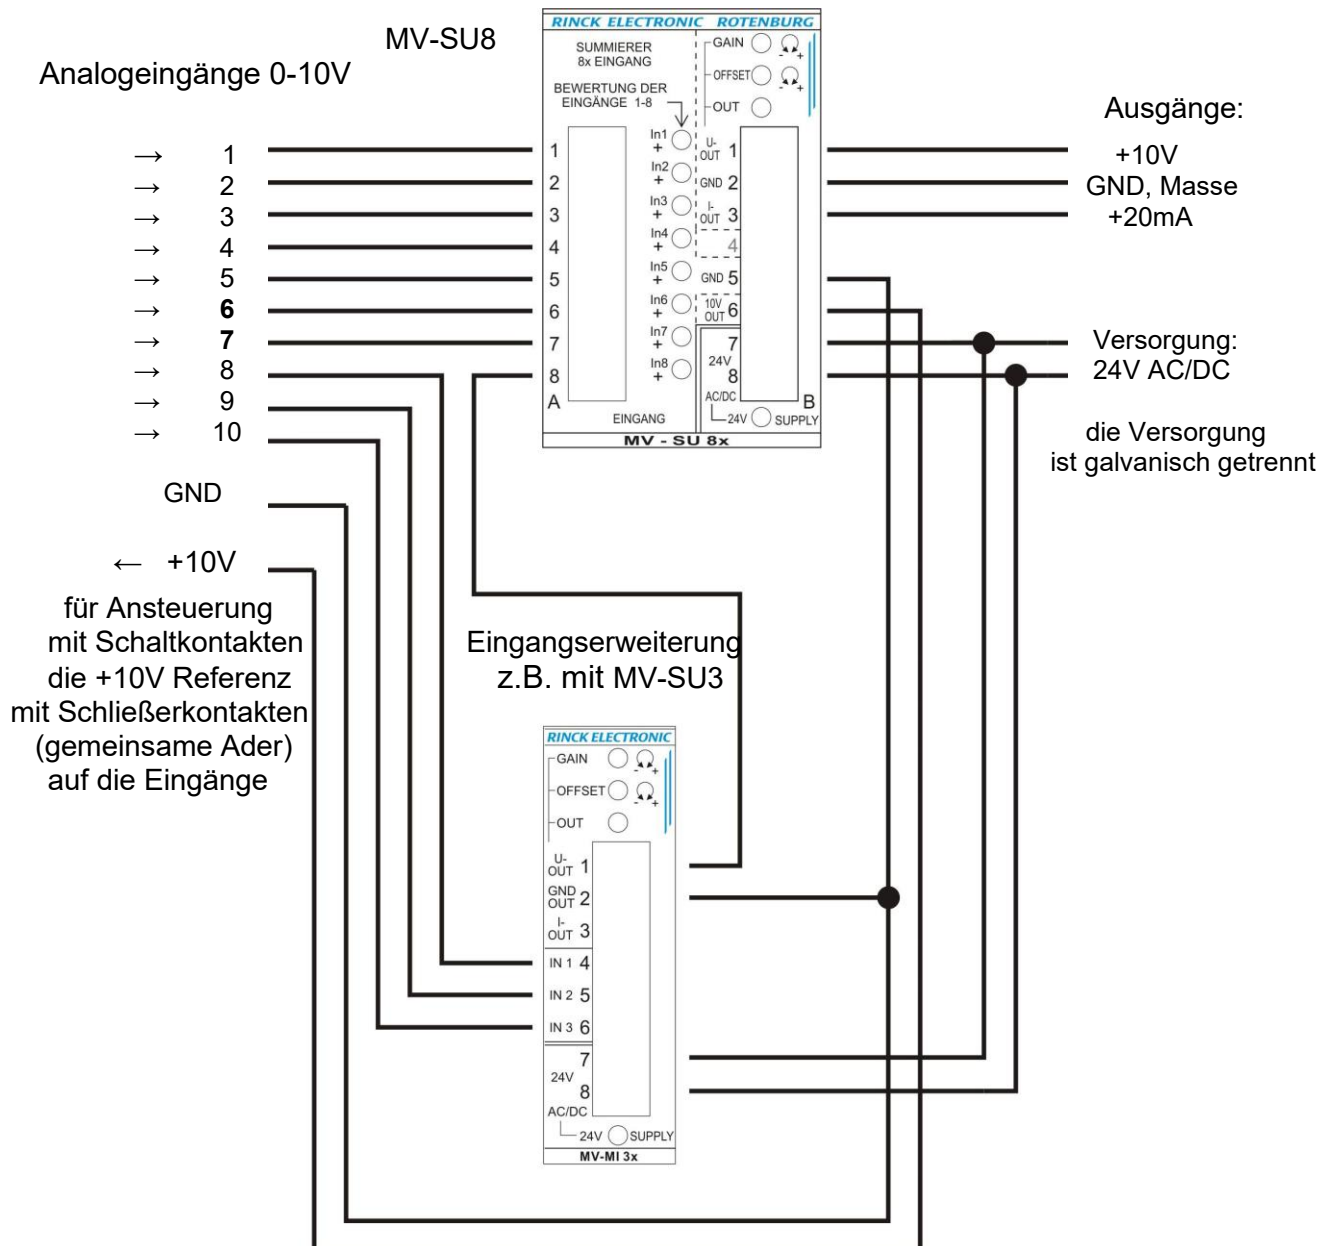 MV-SU8
Analogeingänge 0-10V
→ 1
→ 2
→ 3
→ 4
→ 5
→ 6
→ 7
→ 8
→ 9
→ 10
GND
← +10V
für Ansteuerung
mit Schaltkontakten
die +10V Referenz
mit Schließerkontakten
(gemeinsame Ader)
auf die Eingänge
RINCK ELECTRONIC ROTENBURG
SUMMIERER
8x EINGANG
BEWERTUNG DER
EINGÄNGE 1-8
GAIN
- +
OFFSET
- +
OUT
1
2
3
4
5
6
7
8
A
In1
+
In2
+
In3
+
In4
+
In5
+
In6
+
In7
+
In8
+
EINGANG
U-
OUT 1
GND 2
I-
OUT 3
4
GND 5
10V
OUT 6
7
24V
8
AC/DC
B
24V SUPPLY
MV - SU 8x
Ausgänge:
+10V
GND, Masse
+20mA
Versorgung:
24V AC/DC
die Versorgung
ist galvanisch getrennt
Eingangserweiterung
z.B. mit MV-SU3
RINCK ELECTRONIC
GAIN
- +
OFFSET
- +
OUT
U-
OUT 1
GND
OUT 2
I-
OUT 3
IN 1 4
IN 2 5
IN 3 6
7
24V
8
AC/DC
24V SUPPLY
MV-MI 3x